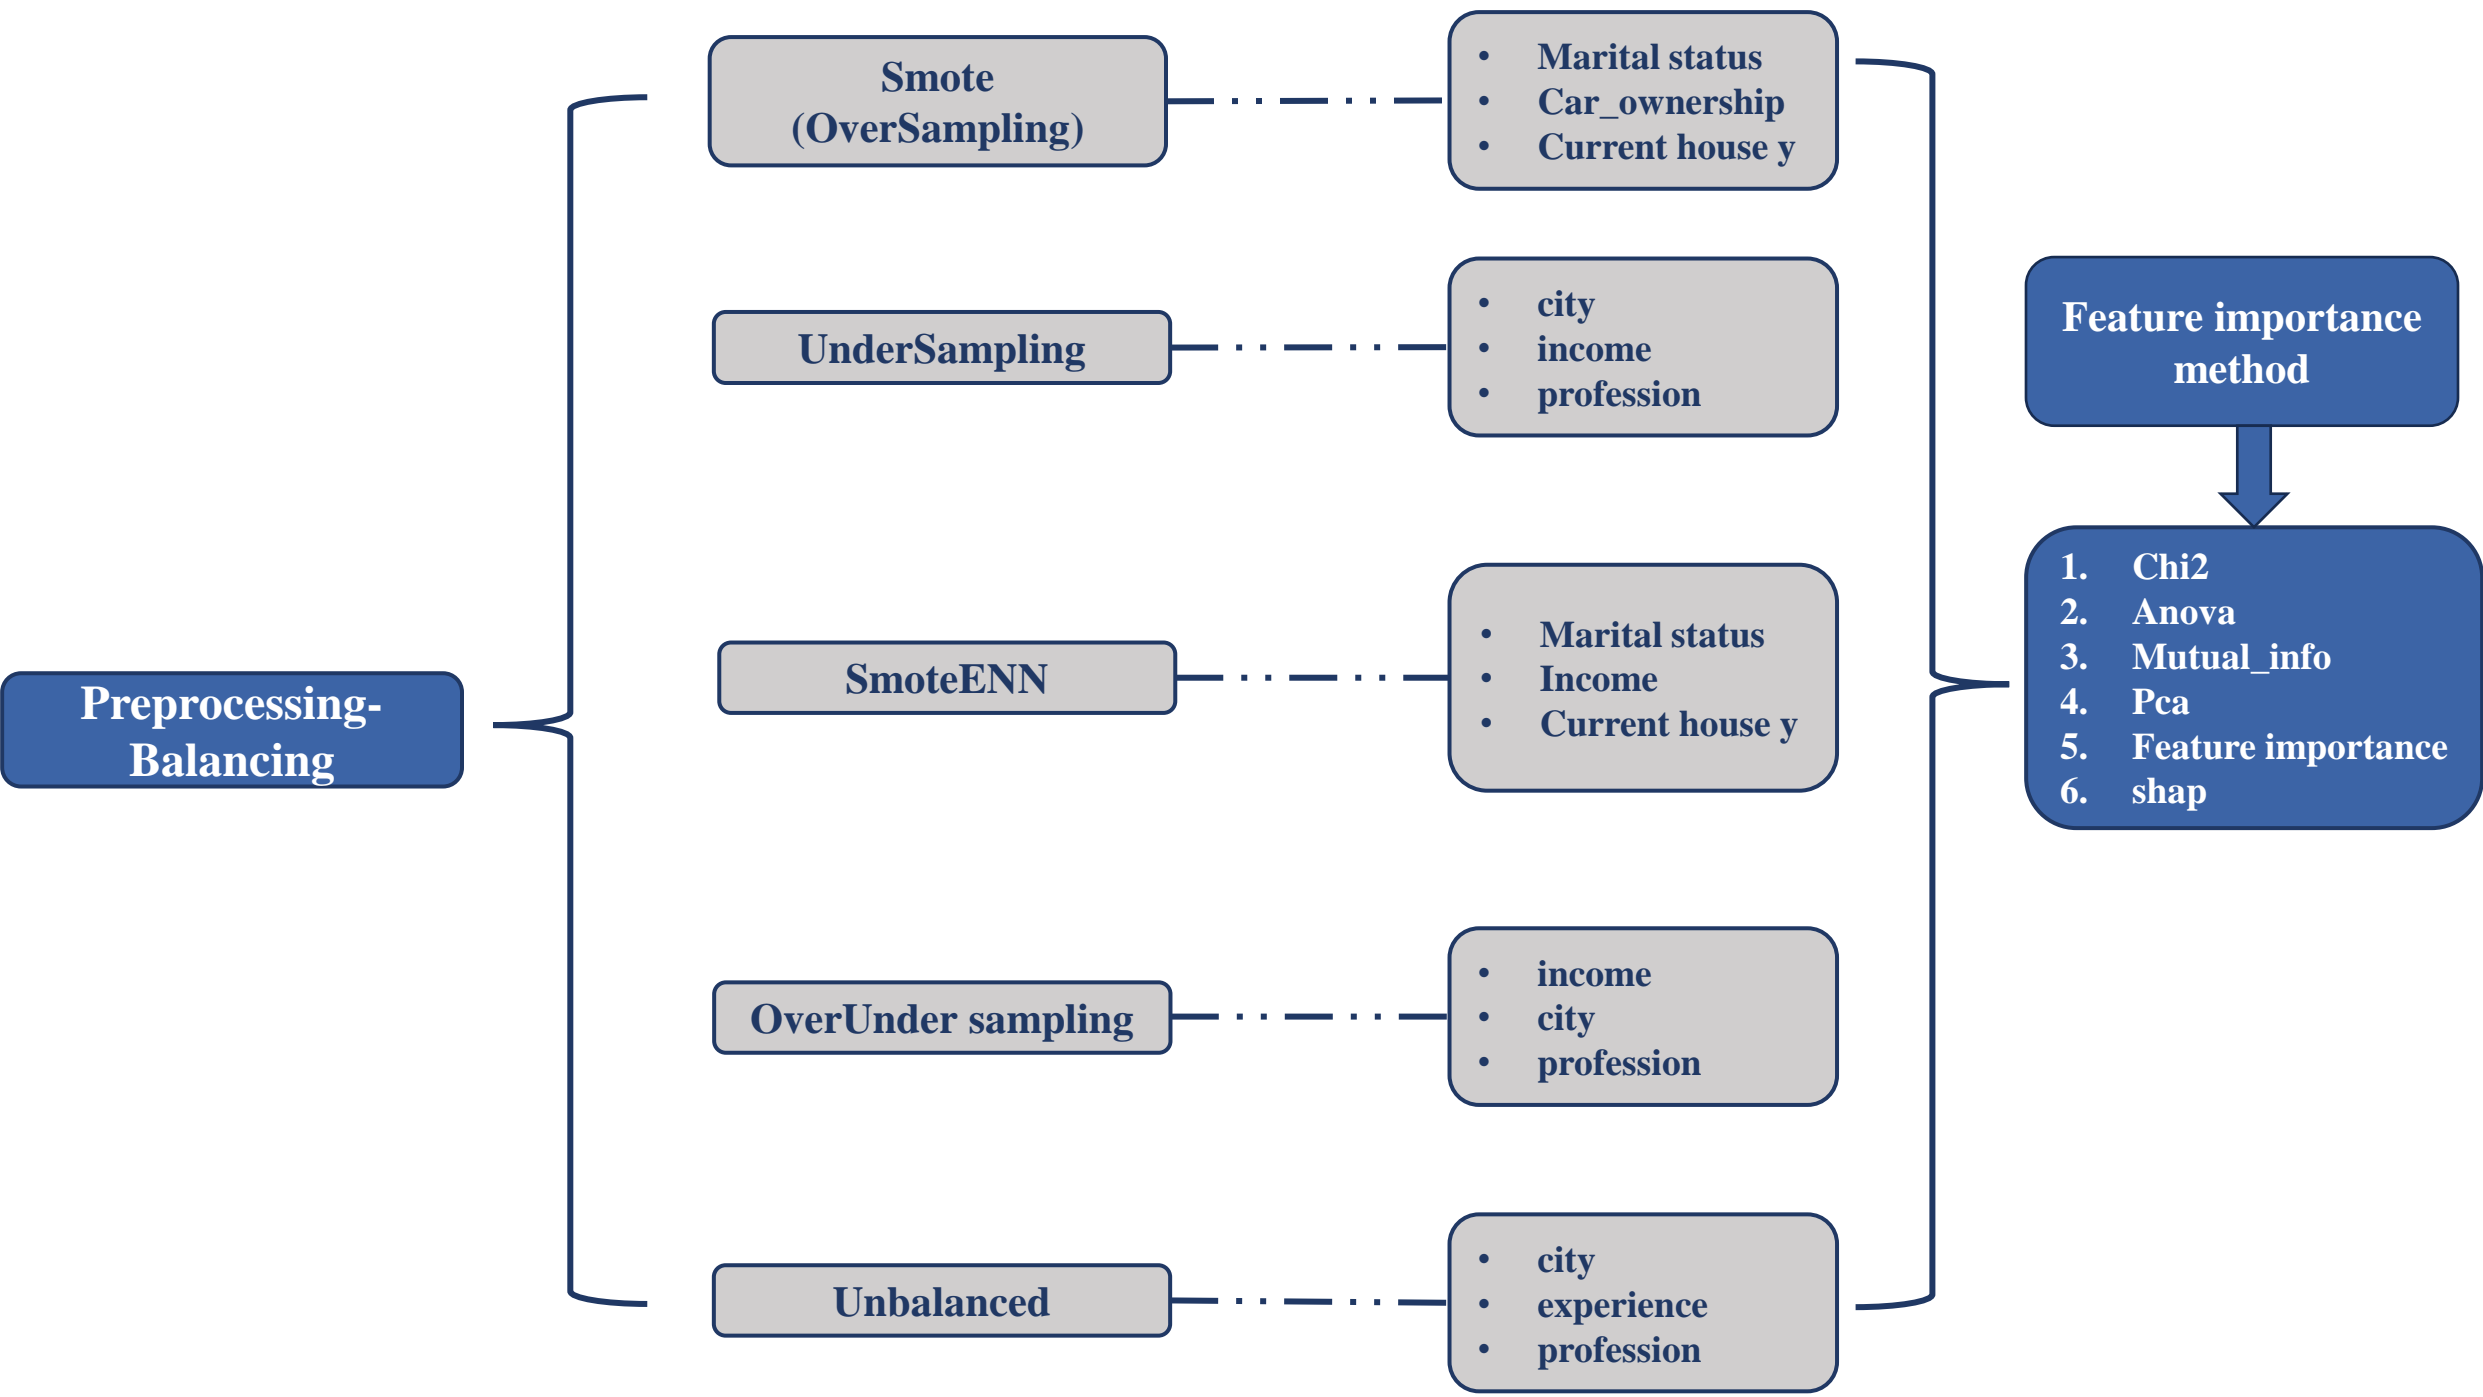 Preprocessing-
Balancing
Smote
(OverSampling)
• Marital status
• Car_ownership
• Current house y
UnderSampling
• city
• income
• profession
SmoteENN
• Marital status
• Income
• Current house y
OverUnder sampling
• income
• city
• profession
Unbalanced
• city
• experience
• profession
Feature importance
method
1. Chi2
2. Anova
3. Mutual_info
4. Pca
5. Feature importance
6. shap